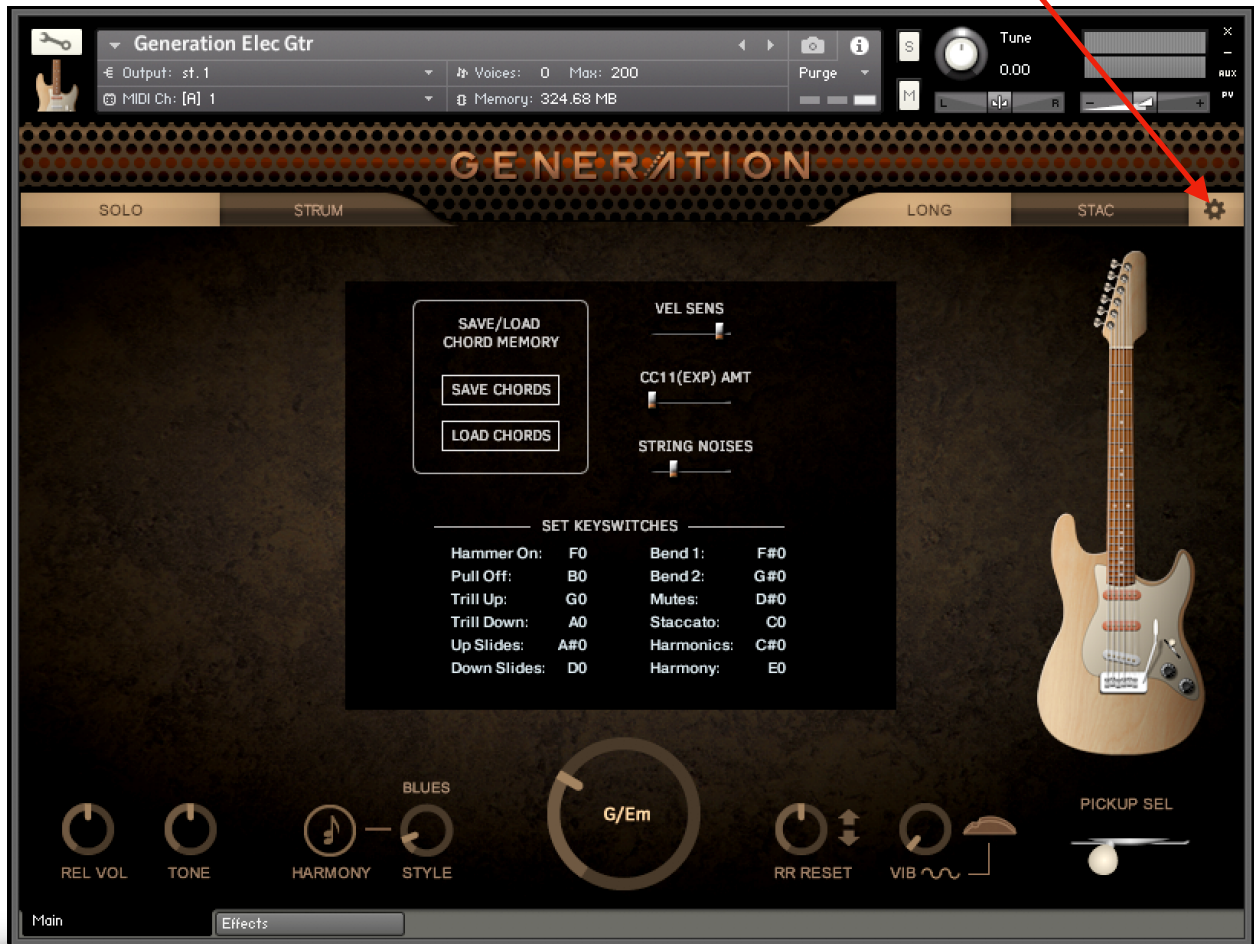 Generation Elec Gtr
Output: st.1
Voices: 0 Max: 200
Purge
MIDI Ch: [A] 1
Memory: 324.68 MB
S
M
Tune
0.00
L R
- +
×
–
AUX
PV
GENERATION
SOLO STRUM LONG STAC
SAVE/LOAD
CHORD MEMORY
SAVE CHORDS
LOAD CHORDS
VEL SENS
CC11(EXP) AMT
STRING NOISES
SET KEYSWITCHES
Hammer On: F0 Bend 1: F#0
Pull Off: B0 Bend 2: G#0
Trill Up: G0 Mutes: D#0
Trill Down: A0 Staccato: C0
Up Slides: A#0 Harmonics: C#0
Down Slides: D0 Harmony: E0
BLUES
G/Em
PICKUP SEL
REL VOL TONE HARMONY STYLE RR RESET VIB
Main Effects